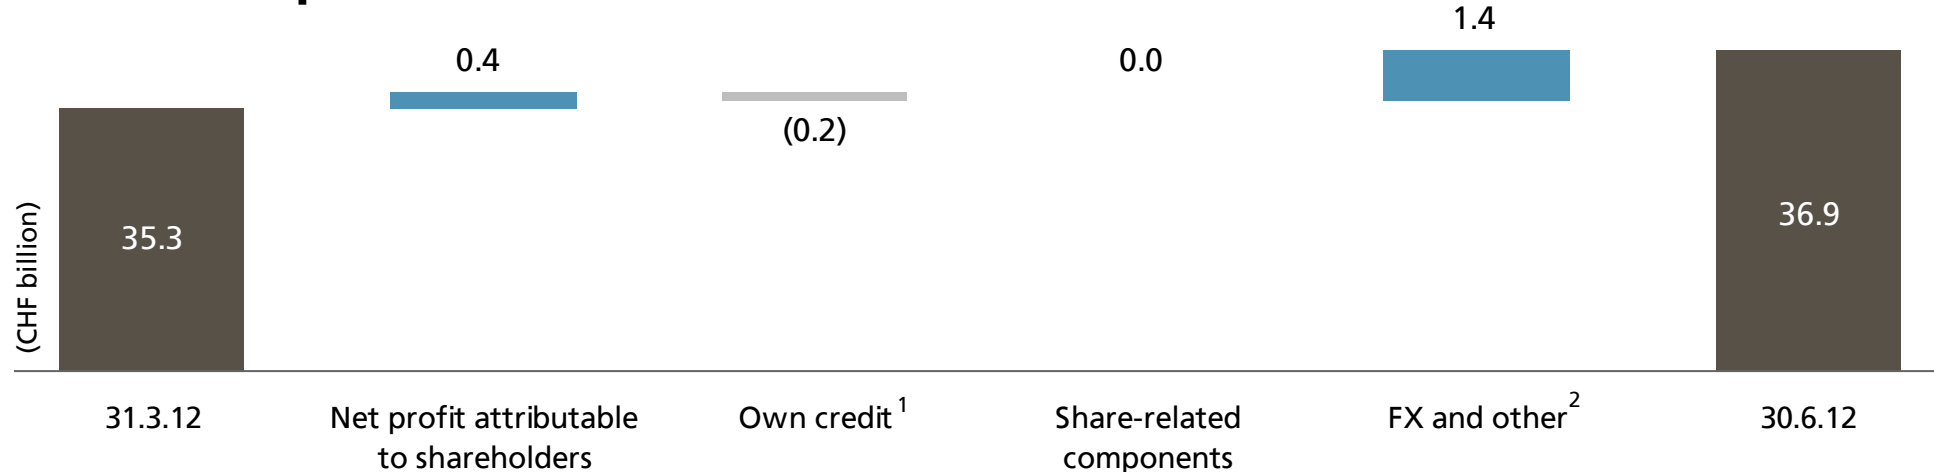 1.4
0.4
0.0
(0.2)
35.3
36.9
(CHF billion)
31.3.12
Net profit attributable
to shareholders
Own credit 1
Share-related
components
FX and other 2
30.6.12